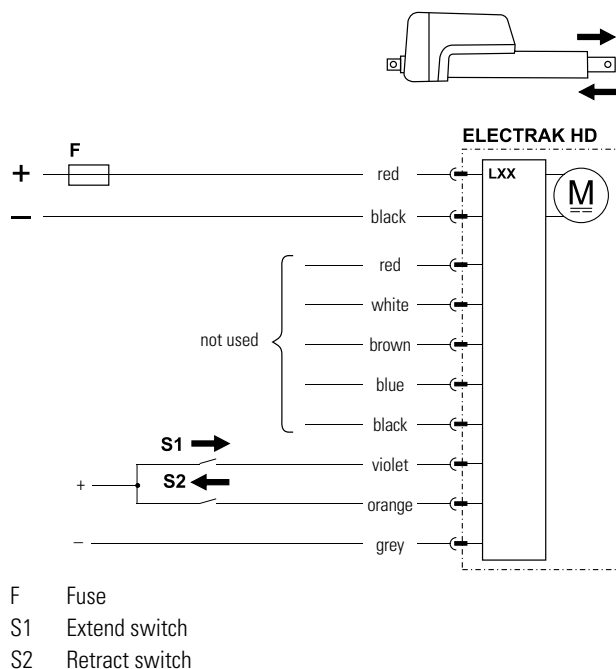 ELECTRAK HD
F
+ red LXX M
– black
red
white
not used brown
blue
black
S1 violet
+ S2
orange
– grey
F Fuse
S1 Extend switch
S2 Retract switch